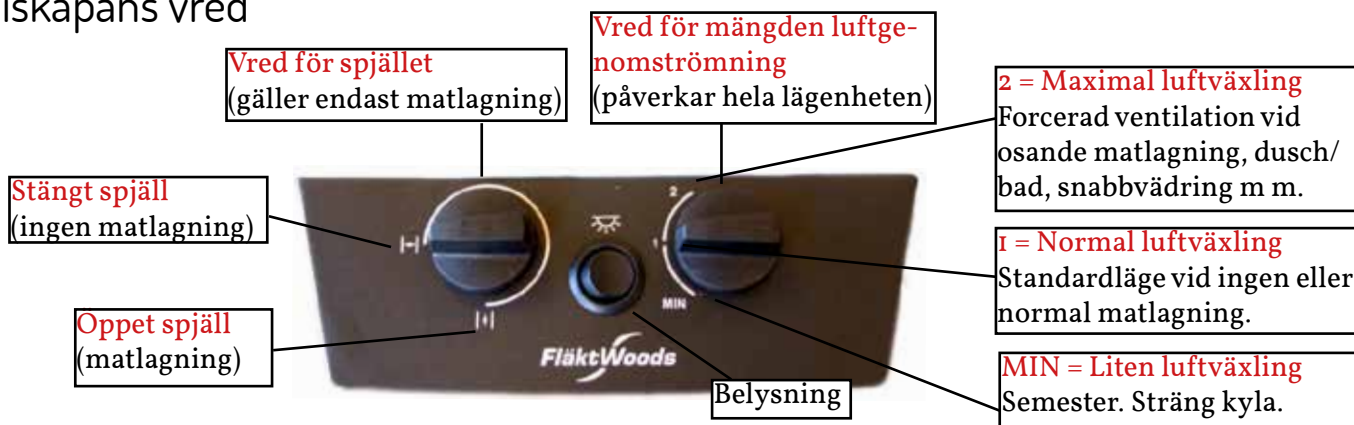 iskapans vred
Vred för spjället
(gäller endast matlagning)
Vred för mängden luftge-
nomströmning
(påverkar hela lägenheten)
2 = Maximal luftväxling
Forcerad ventilation vid
osande matlagning, dusch/
bad, snabbvädring m m.
Stängt spjäll
(ingen matlagning)
1 = Normal luftväxling
Standardläge vid ingen eller
normal matlagning.
Oppet spjäll
(matlagning)
MIN = Liten luftväxling
Semester. Sträng kyla.
Belysning
2
1
MIN
FläktWoods